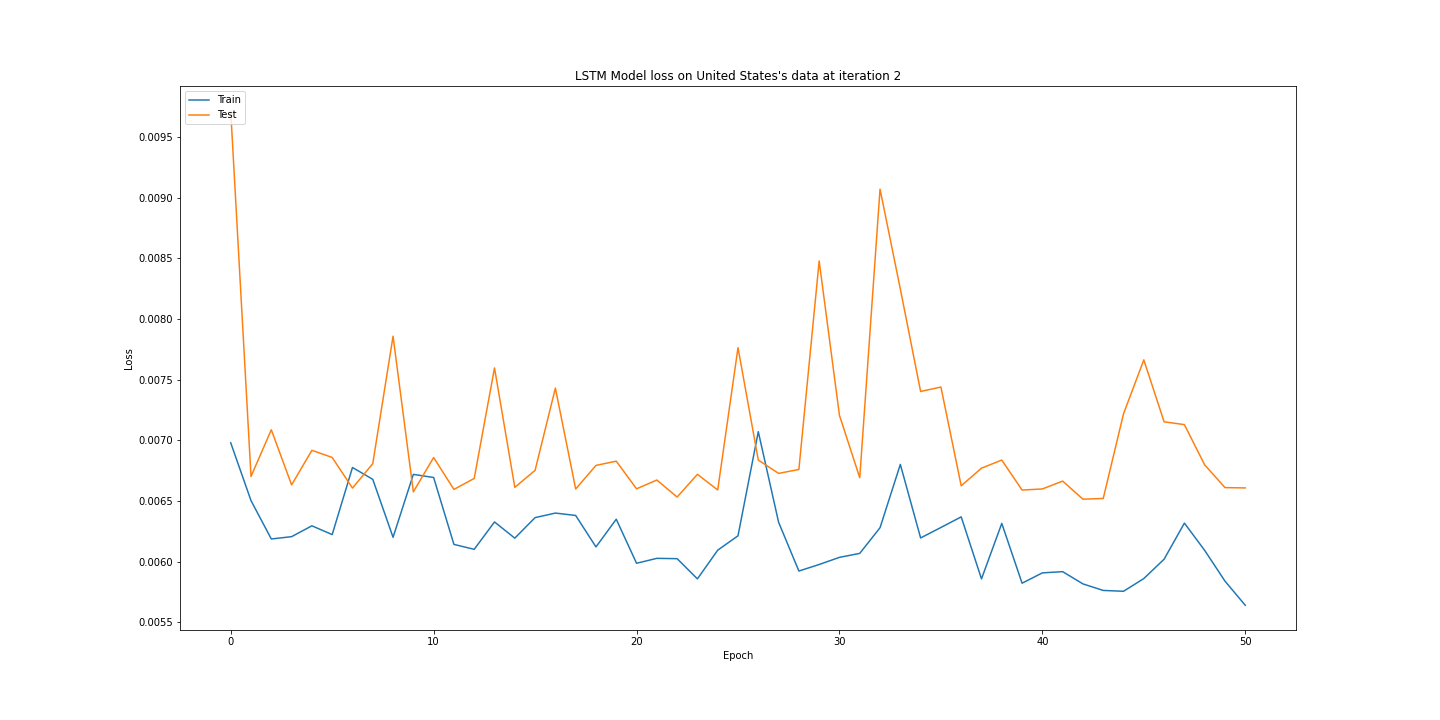 LSTM Model loss on United States's data at iteration 2
Train
Test
0.0095
0.0090
0.0085
0.0080
0.0075
0.0070
0.0065
0.0060
0.0055
Loss
0 10 20 30 40 50
Epoch